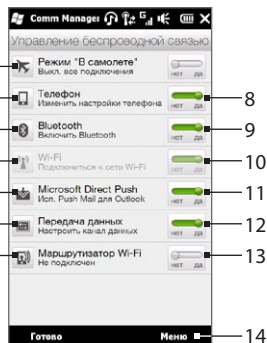 Comm Manager
Управление беспроводной связью
Режим "В самолете"
Выкл. все подключения
нет да
Телефон
Изменить настройки телефона
нет да
8
Bluetooth
Включить Bluetooth
нет да
9
Wi-Fi
Подключиться к сети Wi-Fi
нет да
10
Microsoft Direct Push
Исп. Push Mail для Outlook
нет да
11
Передача данных
Настроить канал данных
нет да
12
Маршрутизатор Wi-Fi
Не подключен
нет да
13
Готово
Меню
14